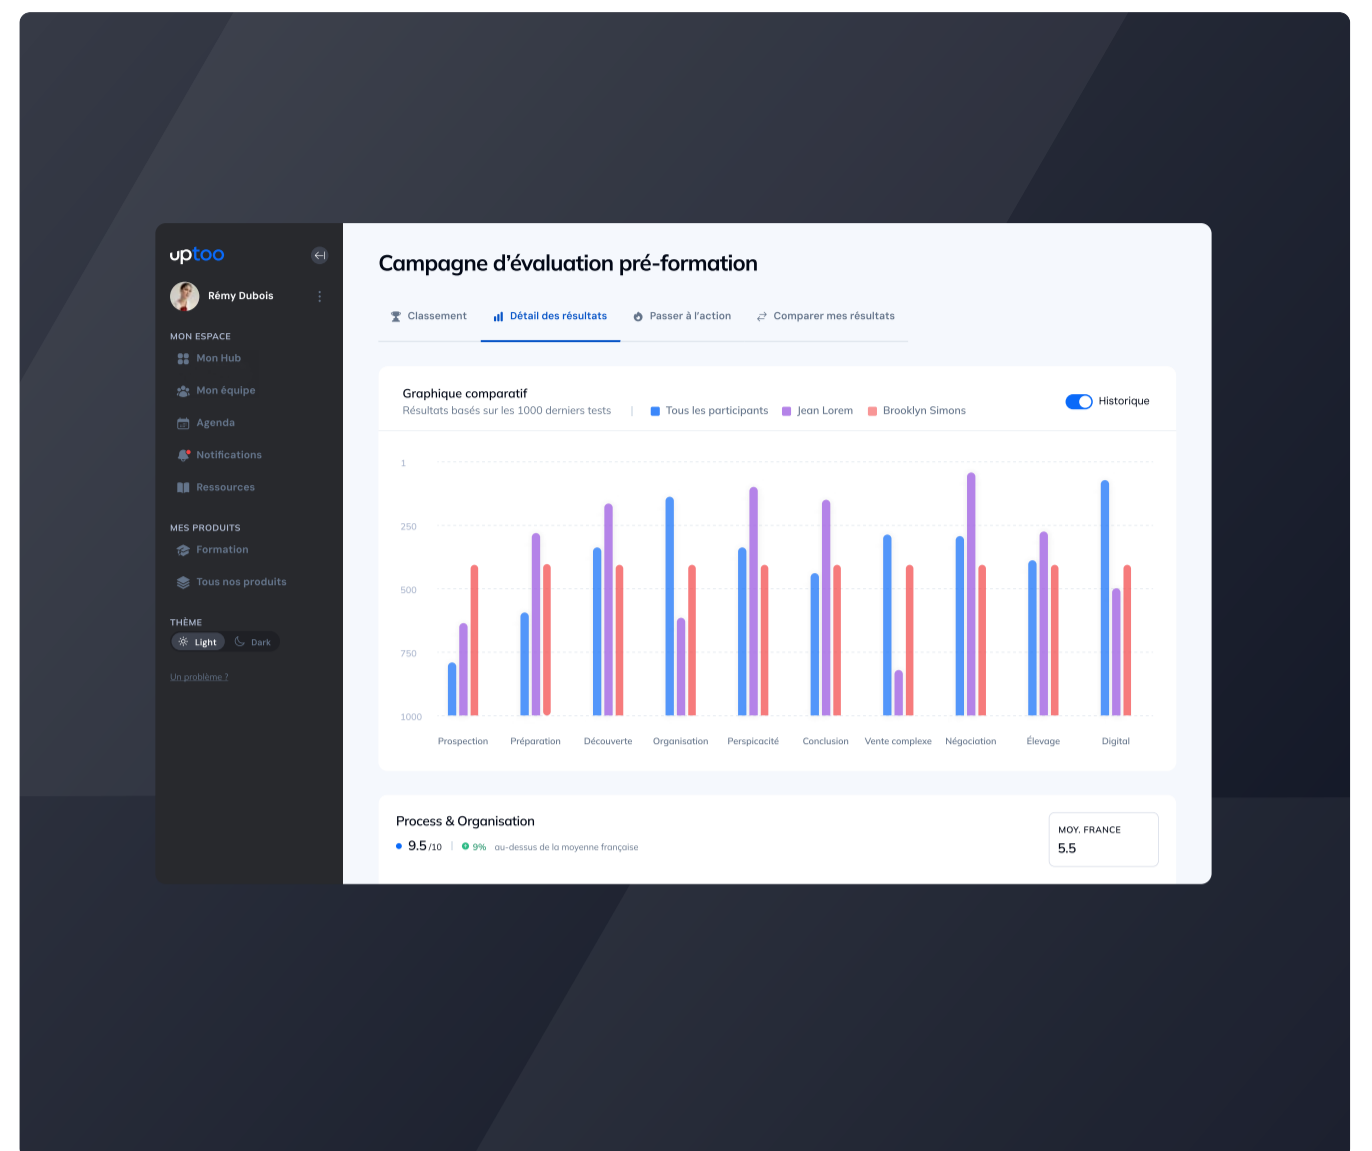 uptoo
Rémy Dubois
MON ESPACE
Mon Hub
Mon équipe
Agenda
Notifications
Ressources
MES PRODUITS
Formation
Tous nos produits
THÈME
Light Dark
Un problème ?
Campagne d'évaluation pré-formation
Classement Détail des résultats Passer à l'action Comparer mes résultats
Graphique comparatif
Résultats basés sur les 1000 derniers tests | Tous les participants Jean Lorem Brooklyn Simons
Historique
1
250
500
750
1000
Prospection Préparation Découverte Organisation Perspicacité Conclusion Vente complexe Négociation Élevage Digital
Process & Organisation
9.5 /10 | 9% au-dessus de la moyenne française
MOY. FRANCE
5.5